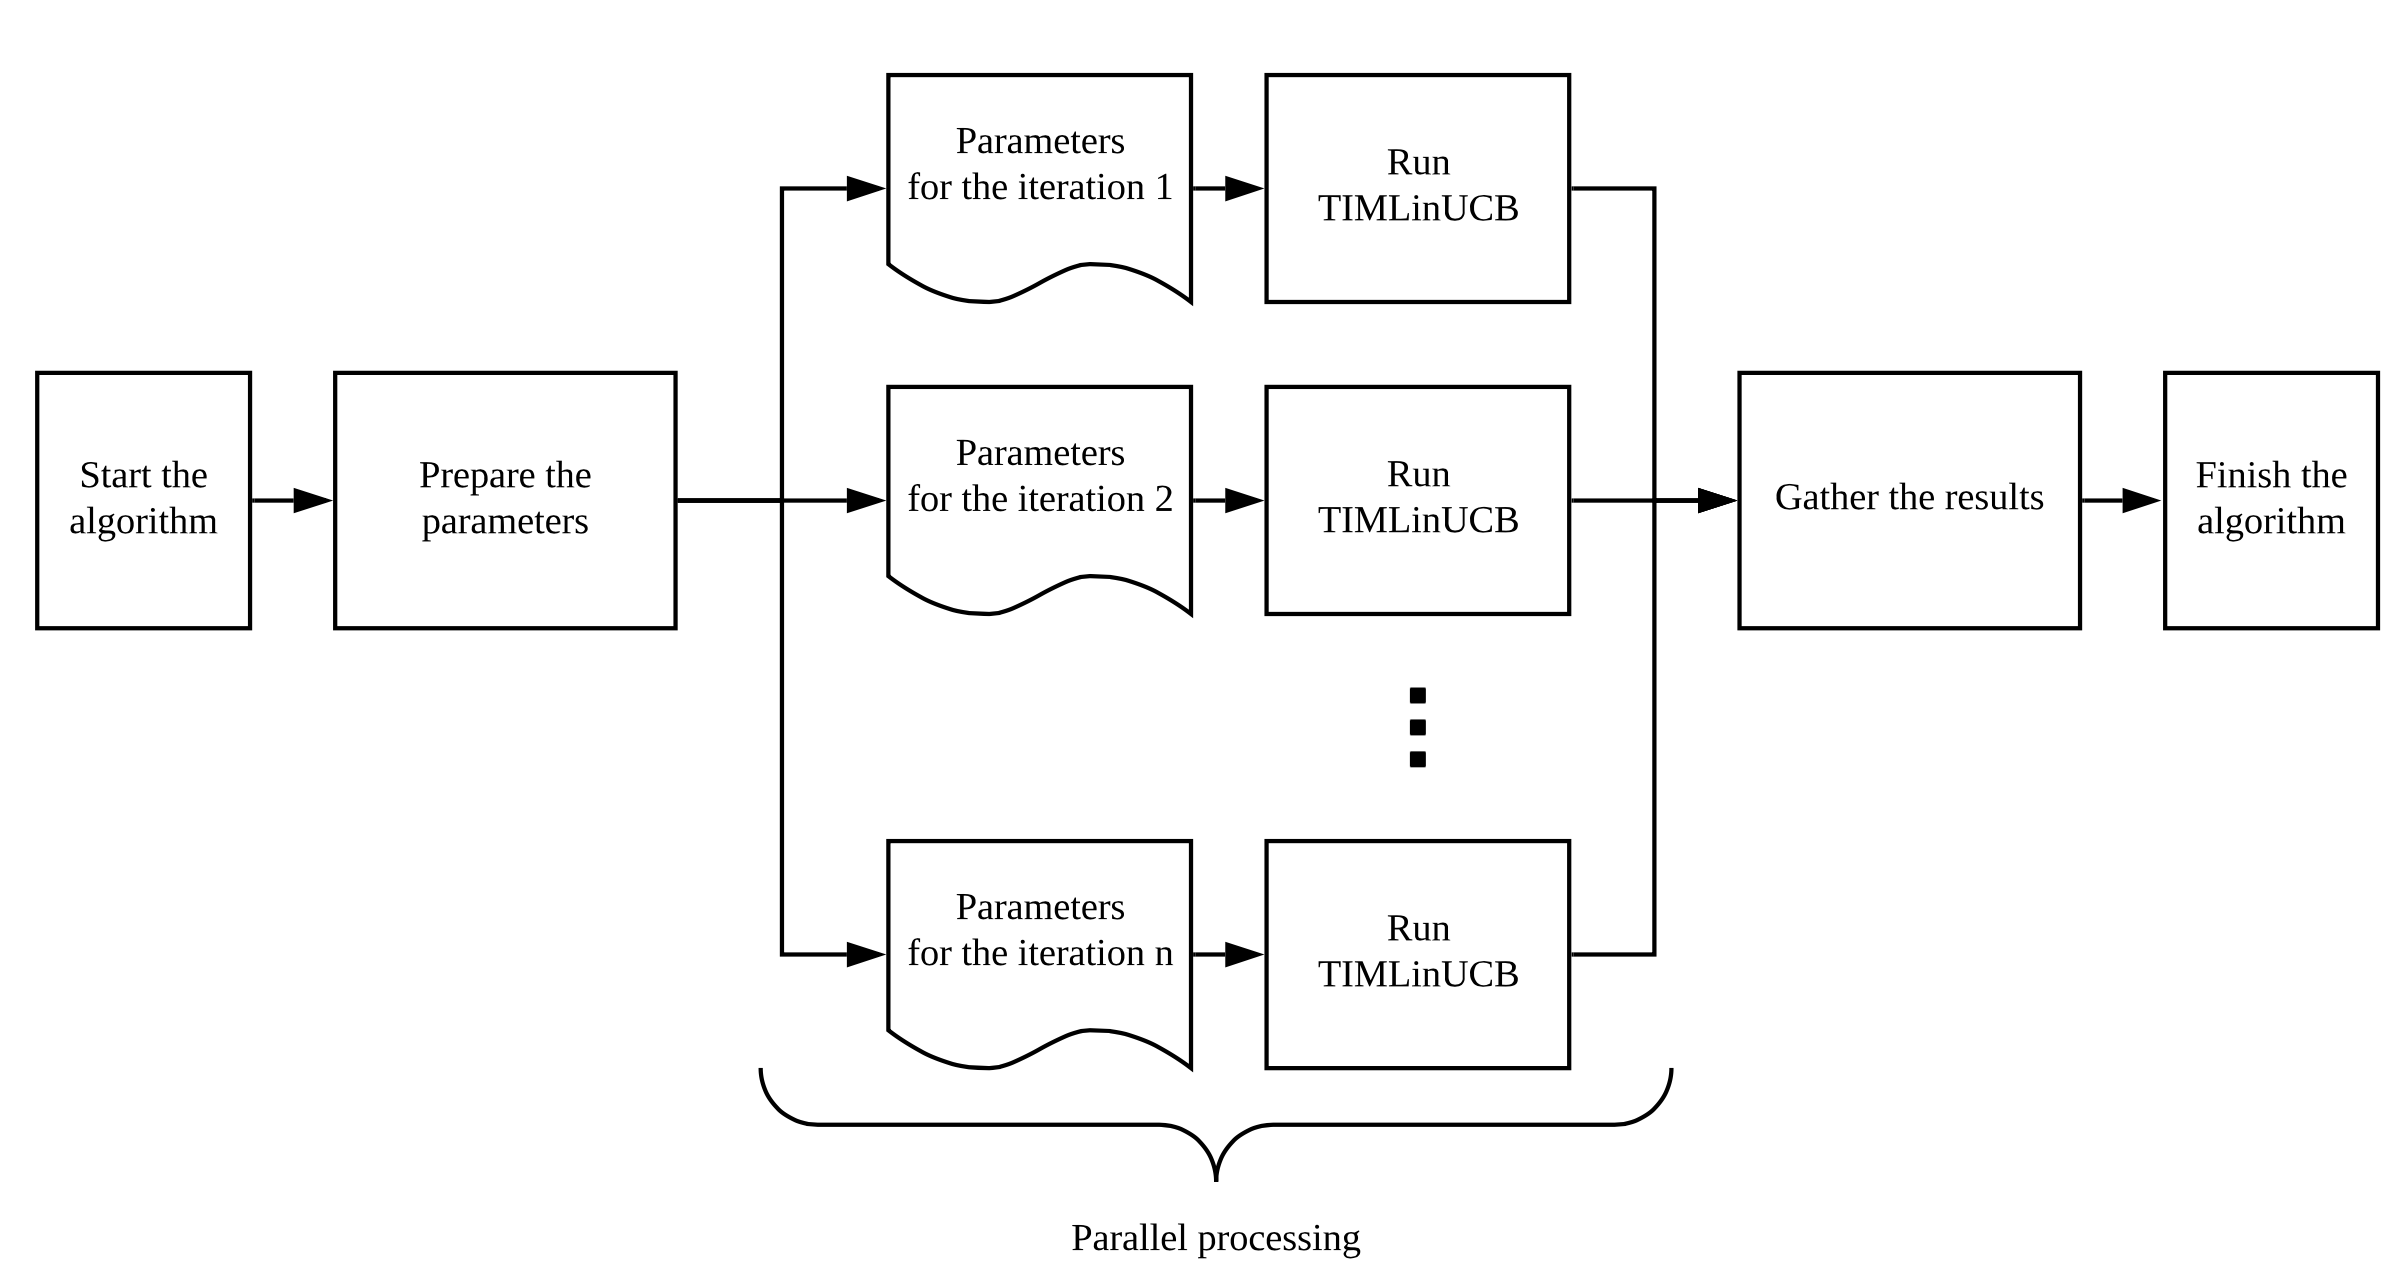 Start the
algorithm
Prepare the
parameters
Parameters
for the iteration 1
Run
TIMLinUCB
Parameters
for the iteration 2
Run
TIMLinUCB
Parameters
for the iteration n
Run
TIMLinUCB
Gather the results
Finish the
algorithm
Parallel processing